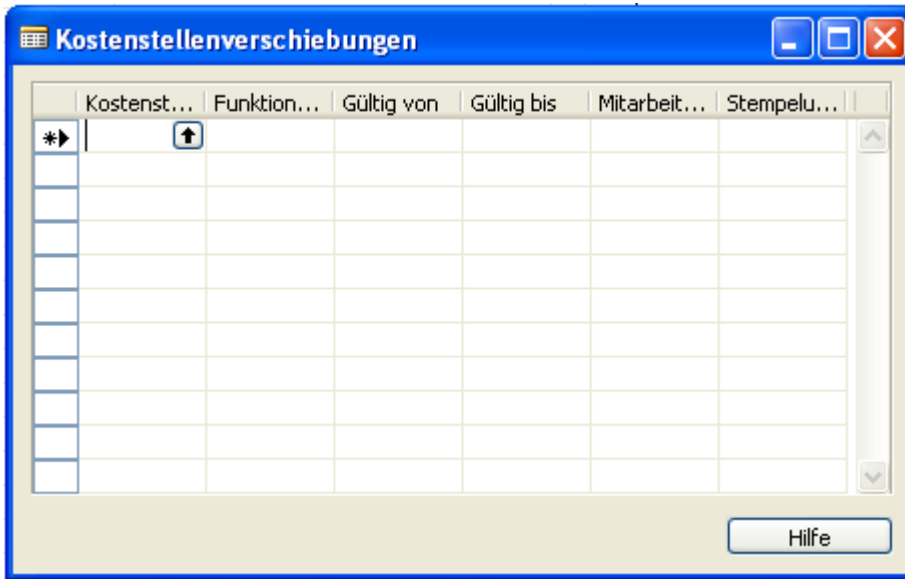 Kostenstellenverschiebungen
Kostenst... Funktion... Gültig von Gültig bis Mitarbeit... Stempelu...
Hilfe